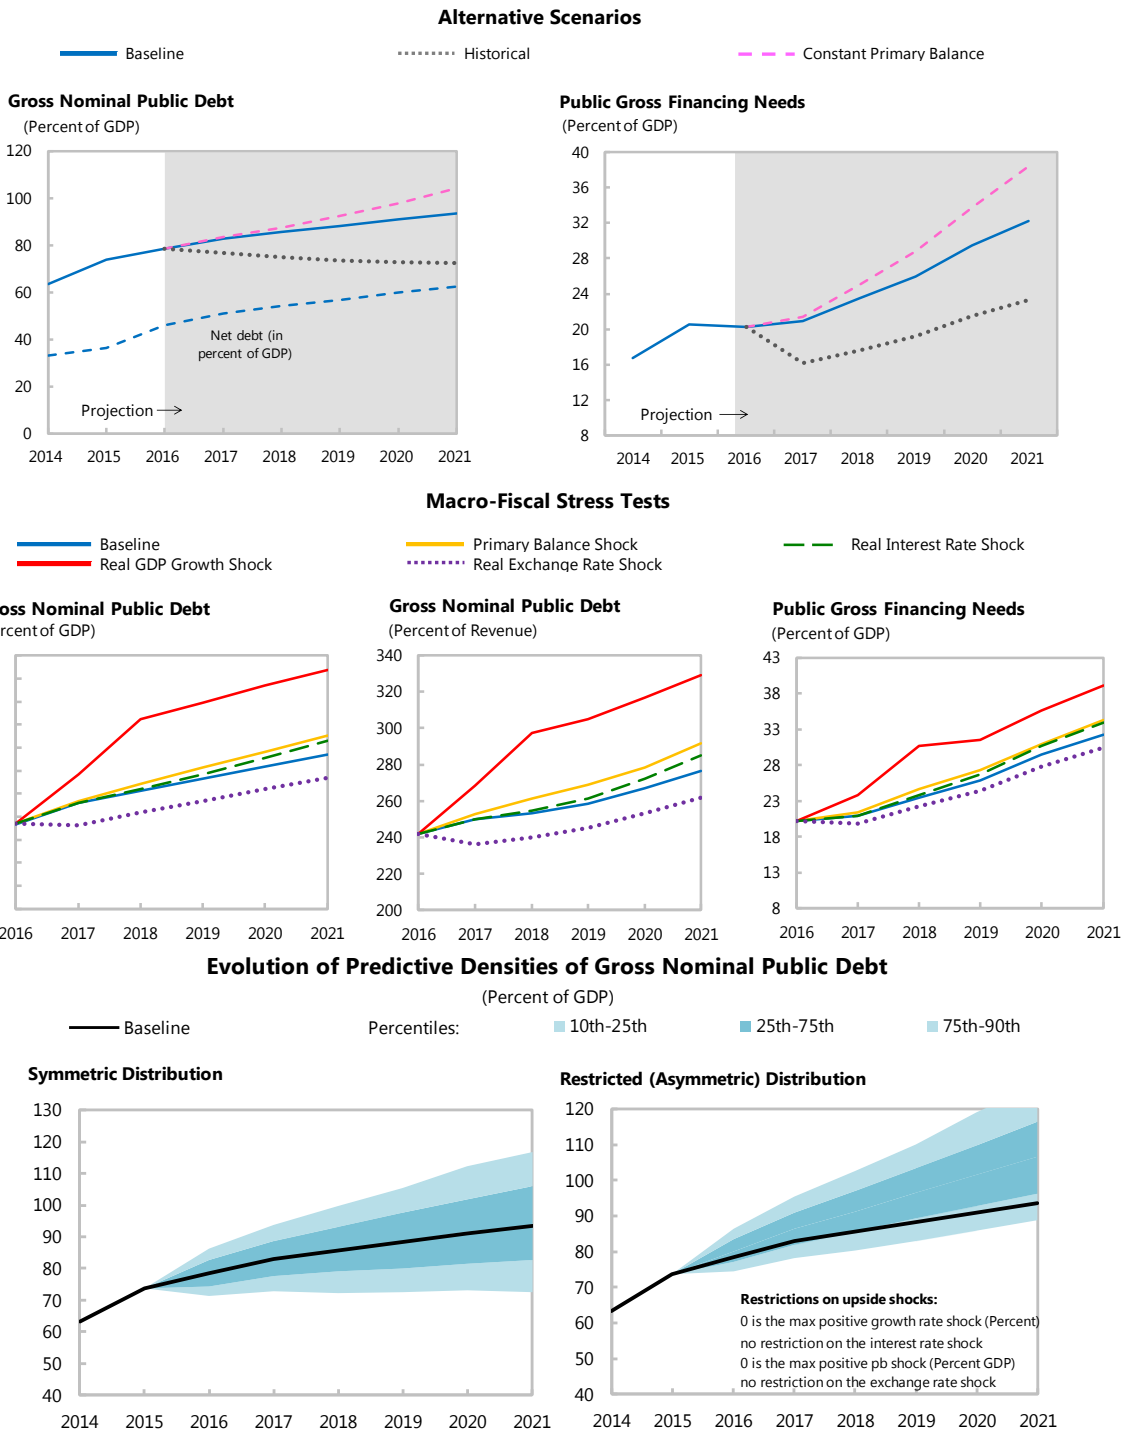 Alternative Scenarios
Baseline
Historical
Constant Primary Balance
Gross Nominal Public Debt
(Percent of GDP)
120
100
80
60
40
20
0
Net debt (in
percent of GDP)
Projection
2014 2015 2016 2017 2018 2019 2020 2021
Public Gross Financing Needs
(Percent of GDP)
40
36
32
28
24
20
16
12
8
Projection
2014 2015 2016 2017 2018 2019 2020 2021
Macro-Fiscal Stress Tests
Baseline
Primary Balance Shock
Real Interest Rate Shock
Real GDP Growth Shock
Real Exchange Rate Shock
oss Nominal Public Debt
rcent of GDP)
2016 2017 2018 2019 2020 2021
Gross Nominal Public Debt
(Percent of Revenue)
340
320
300
280
260
240
220
200
2016 2017 2018 2019 2020 2021
Public Gross Financing Needs
(Percent of GDP)
43
38
33
28
23
18
13
8
2016 2017 2018 2019 2020 2021
Evolution of Predictive Densities of Gross Nominal Public Debt
(Percent of GDP)
Baseline
Percentiles:
10th-25th
25th-75th
75th-90th
Symmetric Distribution
130
120
110
100
90
80
70
60
50
40
2014 2015 2016 2017 2018 2019 2020 2021
Restricted (Asymmetric) Distribution
120
110
100
90
80
70
60
50
40
Restrictions on upside shocks:
0 is the max positive growth rate shock (Percent)
no restriction on the interest rate shock
0 is the max positive pb shock (Percent GDP)
no restriction on the exchange rate shock
2014 2015 2016 2017 2018 2019 2020 2021